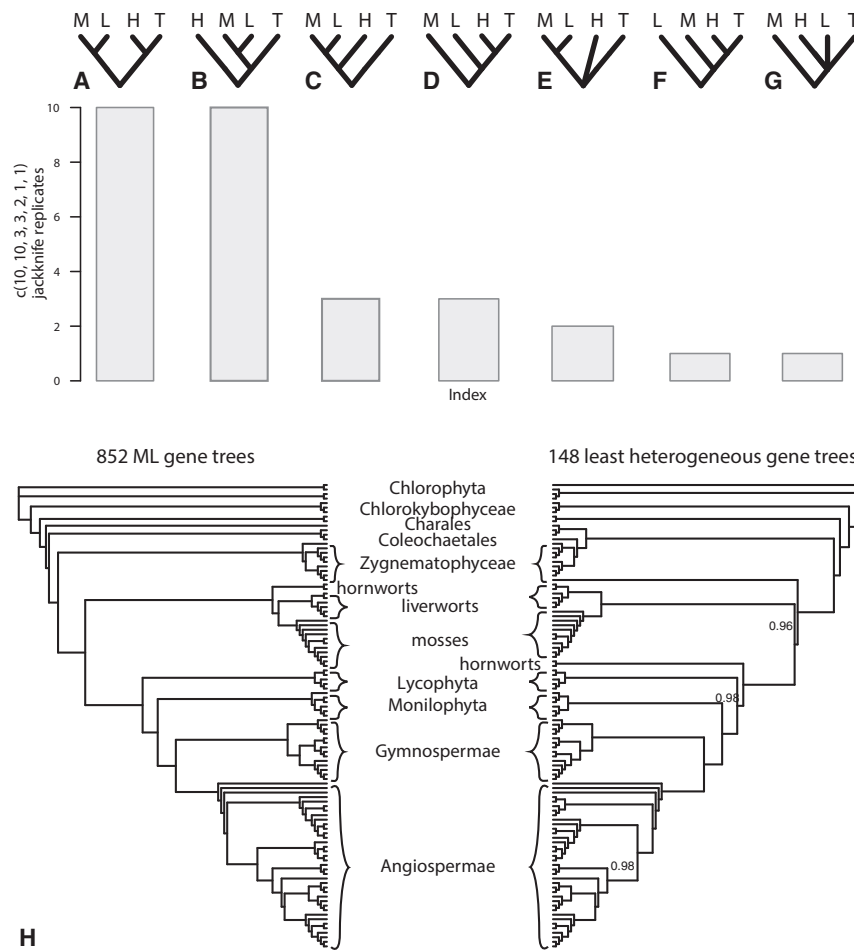 M L H T H M L T M L H T M L H T M L H T L M H T M H L T
A B C D E F G
10
8
6
4
2
0
c(10, 10, 3, 3, 2, 1, 1)
jackknife replicates
Index
852 ML gene trees
148 least heterogeneous gene trees
Chlorophyta
Chlorokybophyceae
Charales
Coleochaetales
Zygnematophyceae
hornworts
liverworts
0.96
mosses
hornworts
Lycophyta
0.98
Monilophyta
Gymnospermae
Angiospermae
0.98
H